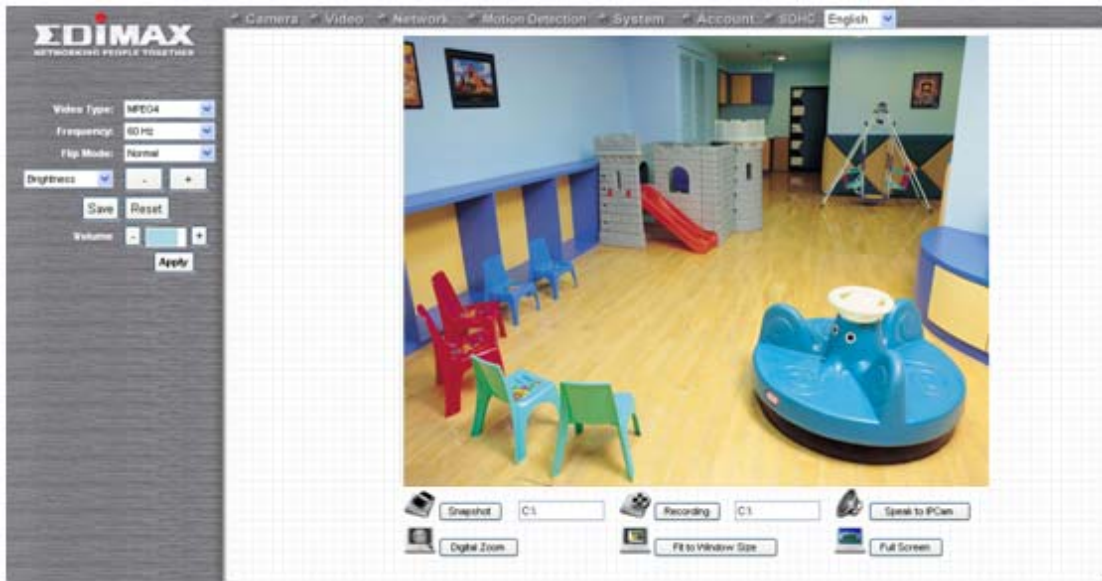 Camera Video Network Motion Detection System Account SDHC English
EDIMAX
NETWORKING PEOPLE TOGETHER
Video Type: MPEG4
Frequency: 60 Hz
Flip Mode: Normal
Brightness - +
Save Reset
Volume - +
Apply
Snapshot C:\ Recording C:\ Speak to IPCam
Digital Zoom Fit to Window Size Full Screen